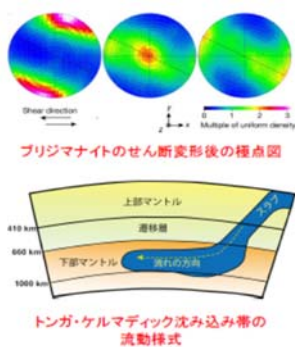 Shear direction
Y
X
Z
0 1 2 3
Multiple of uniform density
ブリジマナイトのせん断変形後の極点図
上部マントル
スラブ
410 km
遷移層
660 km
下部マントル
流れの方向
1000 km
トンガ・ケルマディック沈み込み帯の
流動様式